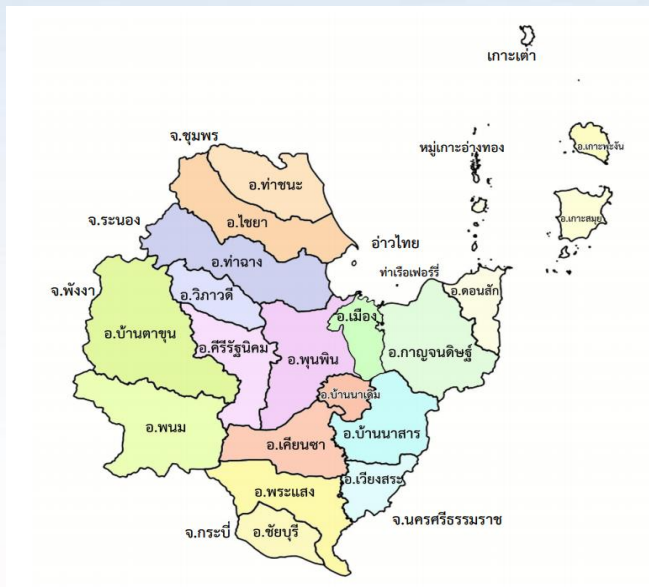 เกาะเต่า
จ.ชุมพร
หมู่เกาะอ่างทอง
อ.เกาะพะงัน
อ.ท่าชนะ
จ.ระนอง
อ.ไชยา
อ.เกาะสมุย
อ่าวไทย
อ.ท่าฉาง
ท่าเรือเฟอร์รี่
จ.พังงา
อ.วิภาวดี
อ.ดอนสัก
อ.เมือง
อ.บ้านตาขุน
อ.คีรีรัฐนิคม
อ.พุนพิน
อ.กาญจนดิษฐ์
อ.บ้านนาเดิม
อ.พนม
อ.เคียนซา
อ.บ้านนาสาร
อ.พระแสง
อ.เวียงสระ
จ.กระบี่
อ.ชัยบุรี
จ.นครศรีธรรมราช